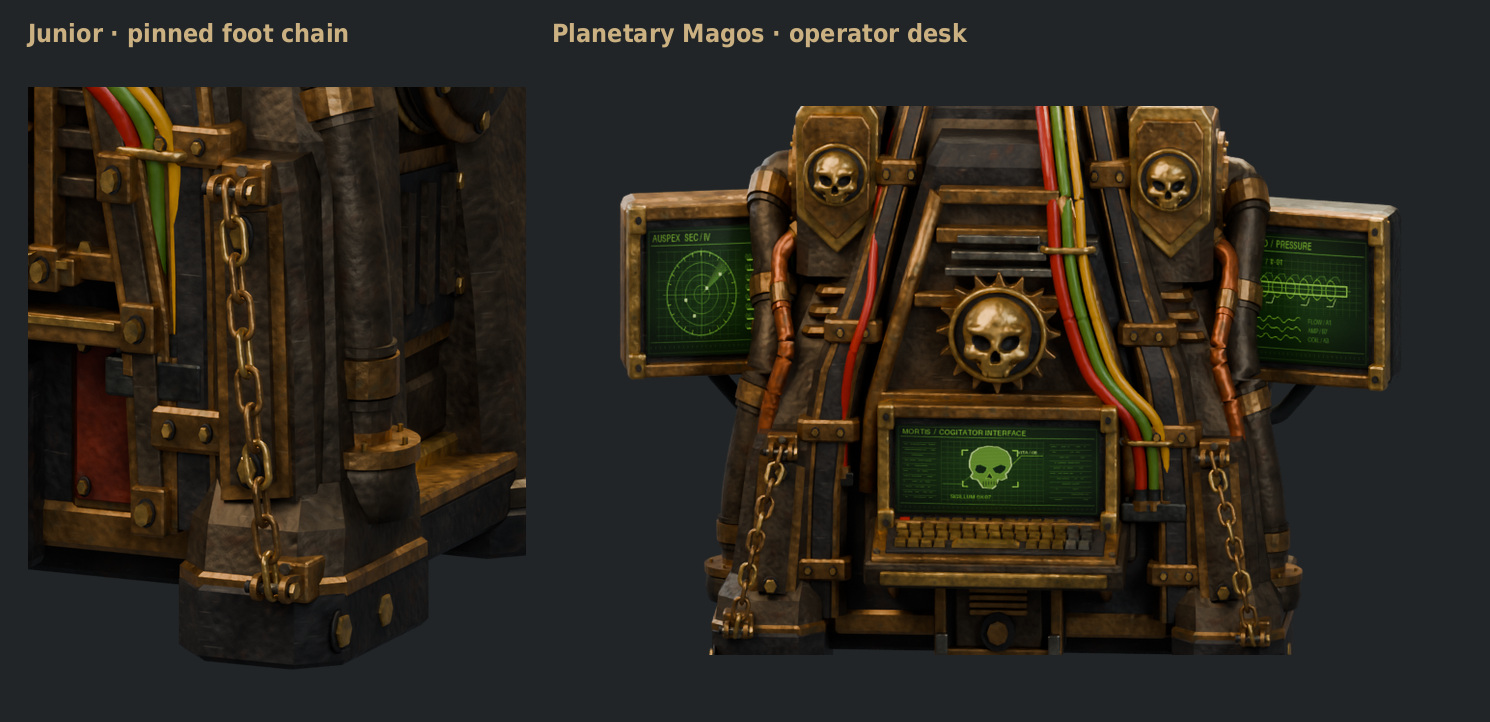 Junior · pinned foot chain
Planetary Magos · operator desk
AUSPEX SEC/IV
/ PRESSURE
MORTIS / COGITATOR INTERFACE